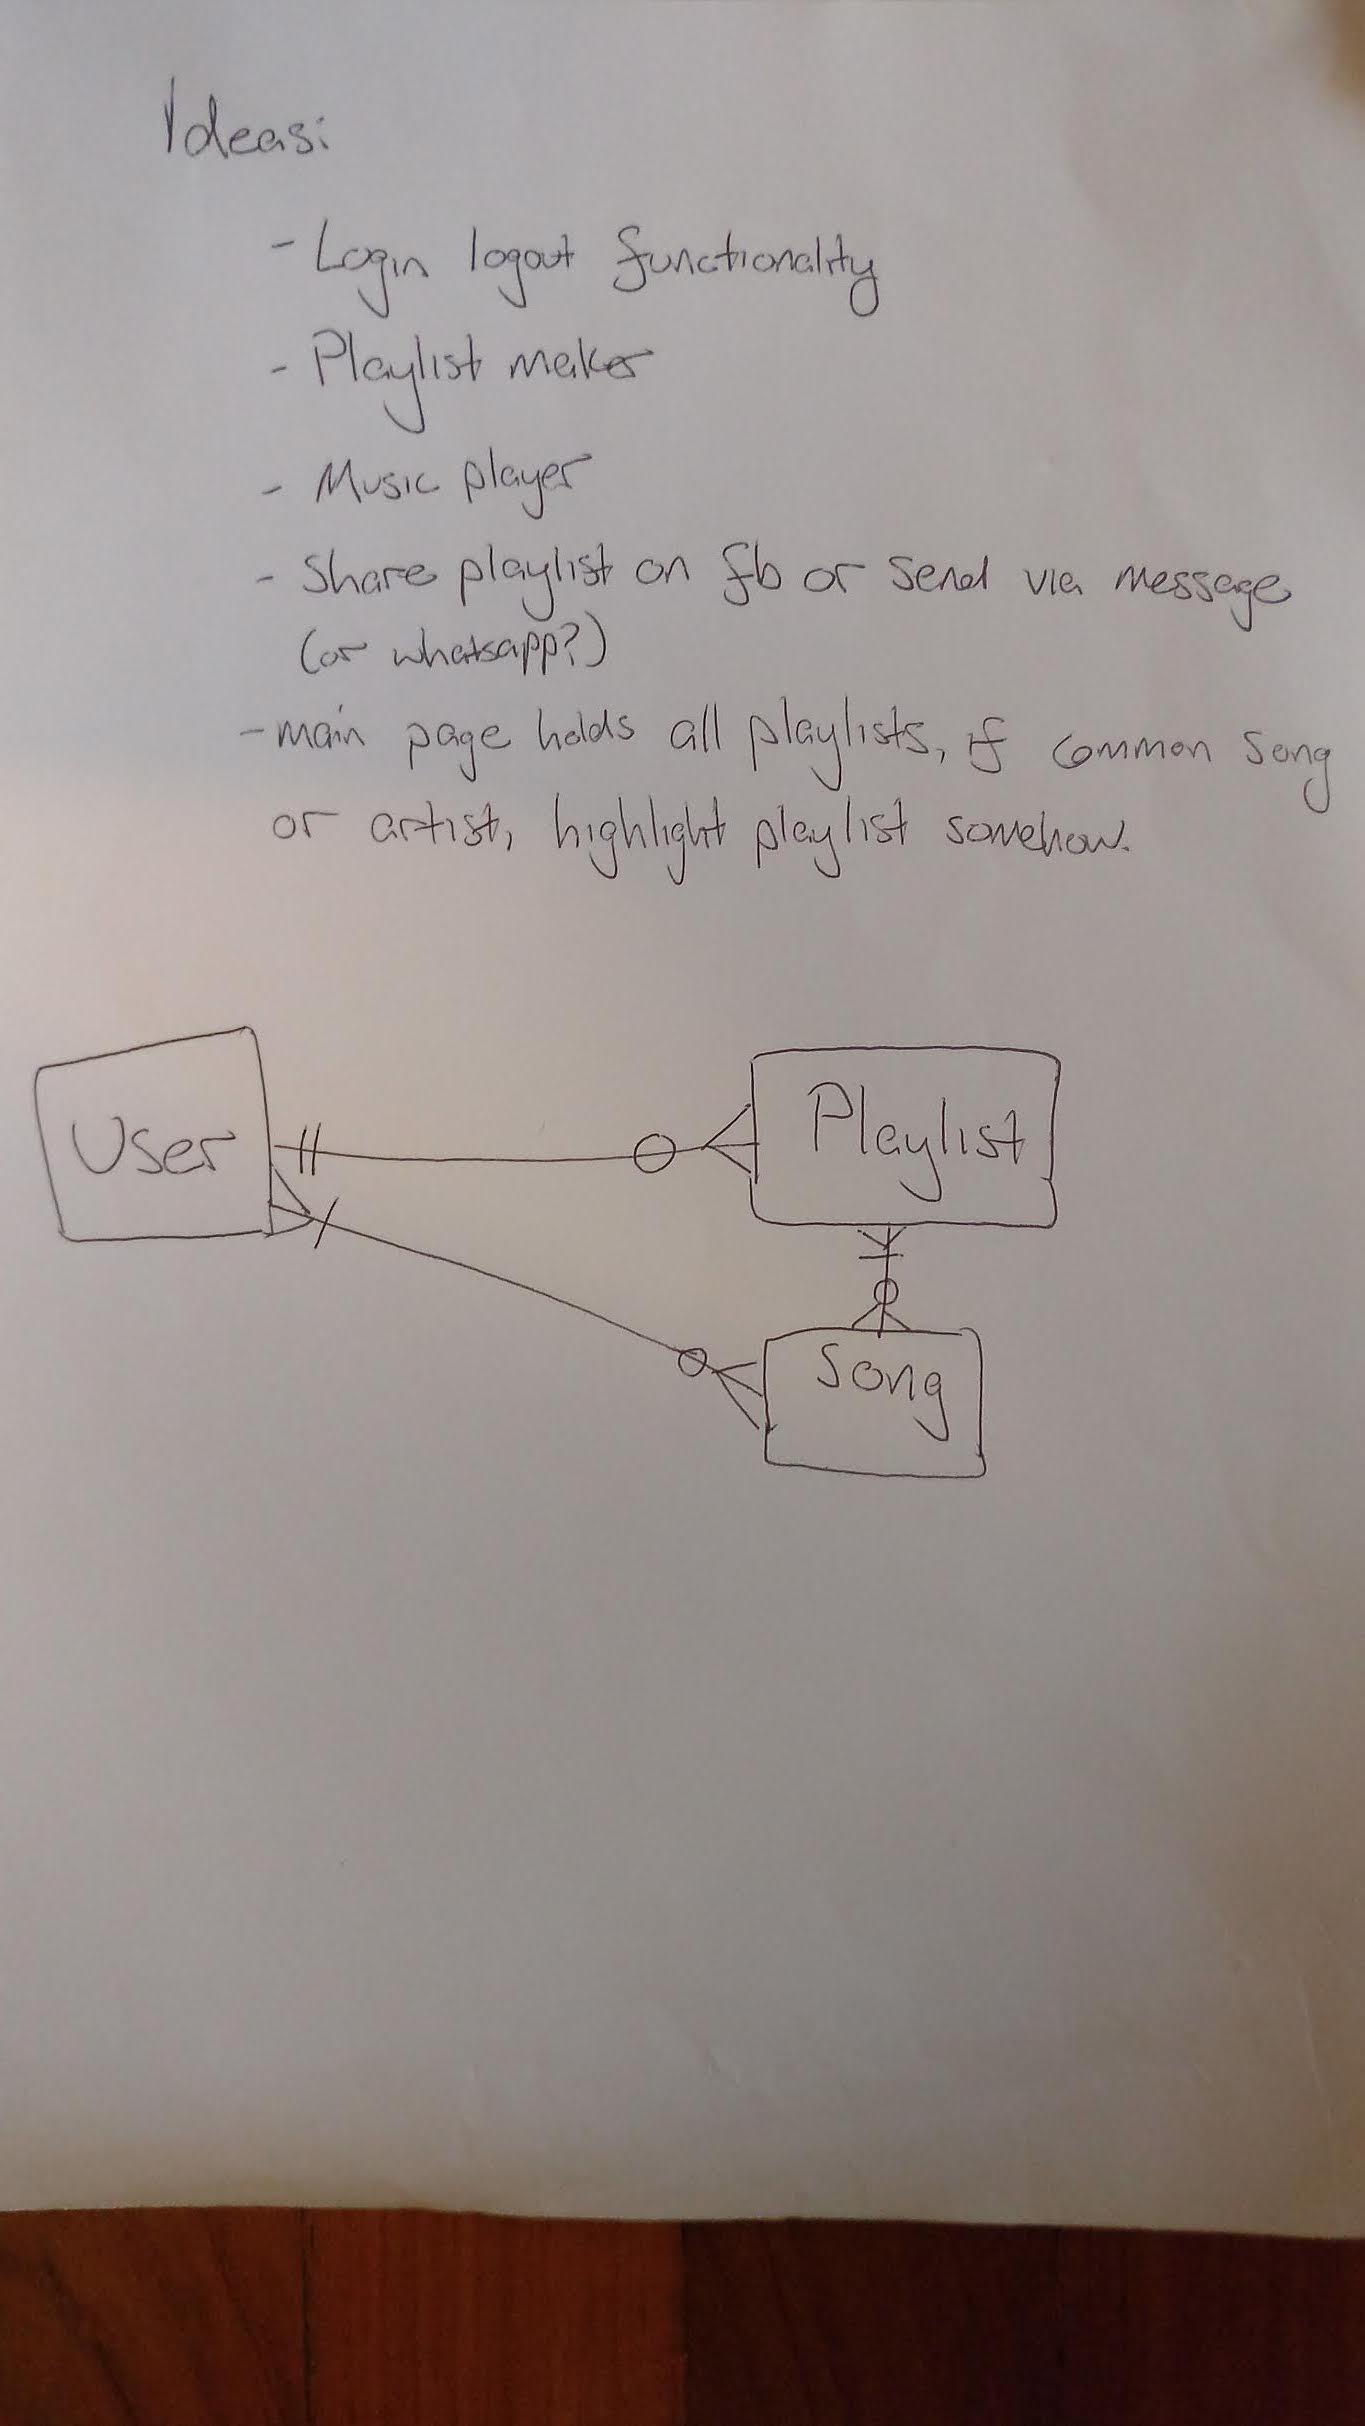 Ideas:
- Login logout functionality
- Playlist maker
- Music player
- Share playlist on fb or send via message
(or whatsapp?)
- main page holds all playlists, if common song
or artist, highlight playlist somehow.
User
Playlist
Song